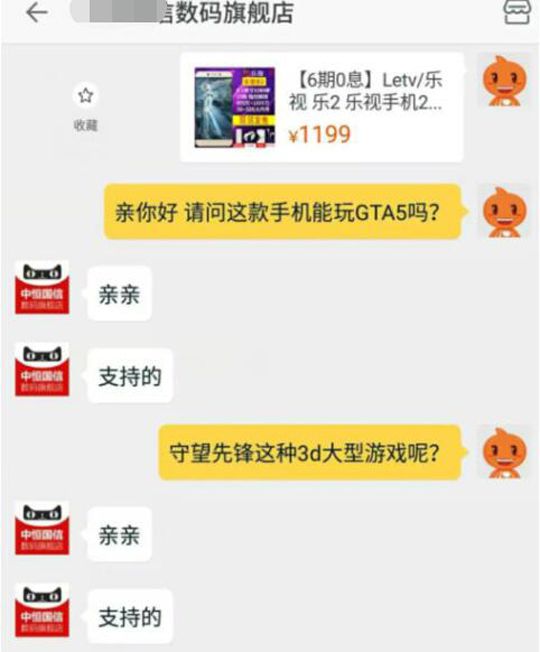 信数码旗舰店
收藏
【6期0息】Letv/乐
视 乐2 乐视手机2...
¥1199
亲你好 请问这款手机能玩GTA5吗?
中恒国信
数码旗舰店
亲亲
中恒国信
数码旗舰店
支持的
守望先锋这种3d大型游戏呢?
中恒国信
数码旗舰店
亲亲
中恒国信
数码旗舰店
支持的